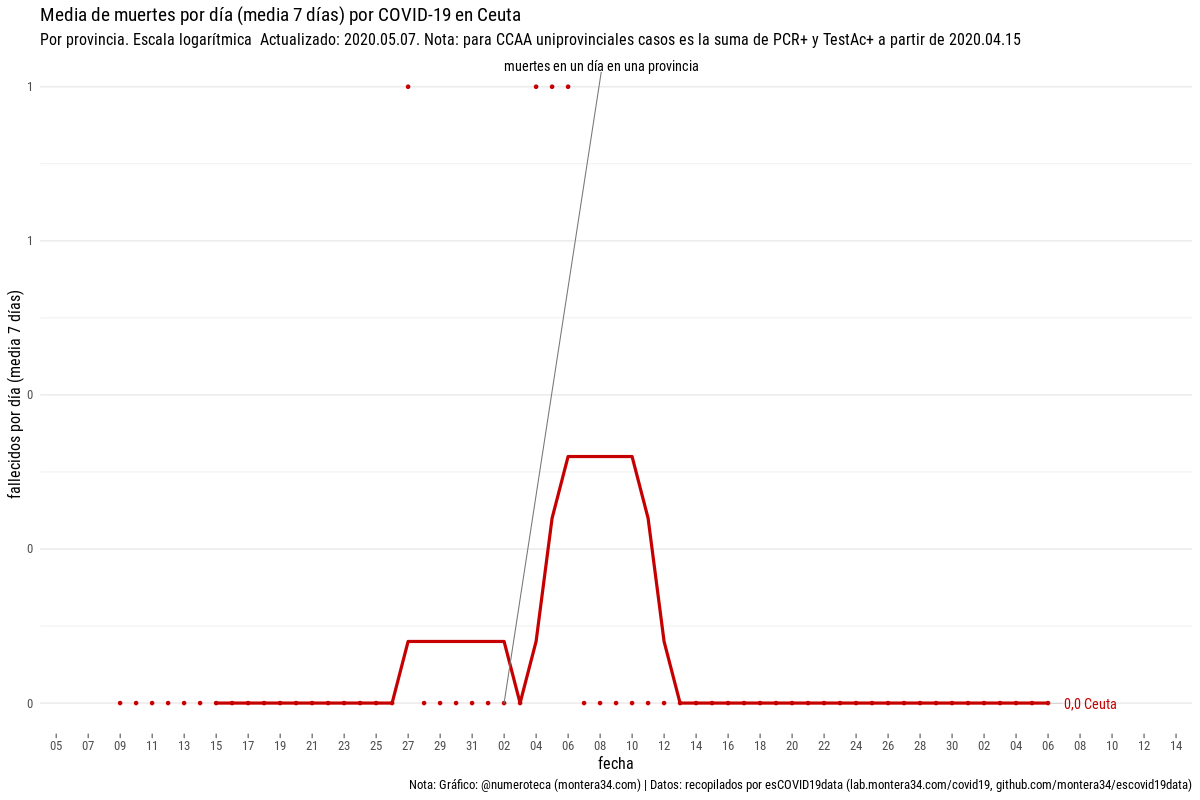 Media de muertes por día (media 7 días) por COVID-19 en Ceuta
Por provincia. Escala logarítmica  Actualizado: 2020.05.07. Nota: para CCAA uniprovinciales casos es la suma de PCR+ y TestAc+ a partir de 2020.04.15
muertes en un día en una provincia
1
1
0
0
0
fallecidos por día (media 7 días)
0,0 Ceuta
05 07 09 11 13 15 17 19 21 23 25 27 29 31 02 04 06 08 10 12 14 16 18 20 22 24 26 28 30 02 04 06 08 10 12 14
fecha
Nota: Gráfico: @numeroteca (montera34.com) | Datos: recopilados por esCOVID19data (lab.montera34.com/covid19, github.com/montera34/escovid19data)